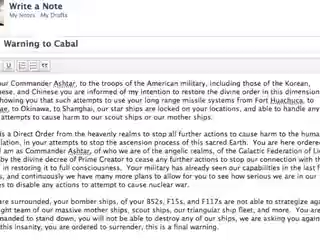 Write a Note
My Notes My Drafts
Warning to Cabal
B I U
our Commander Ashtar, to the troops of the American military, including those of the Korean,
nese, and Chinese you are informed of my intention to restore the divine order in this dimension
howing you that such attempts to use your long range missile systems from Fort Huachuca, to
ae, to Okinawa, to Shanghai, our star ships are locked on your locations, and able to handle any
attempts to cause harm to our scout ships or our mother ships.
is a Direct Order from the heavenly realms to stop all further actions to cause harm to the huma
lation, in your attempts to stop the ascension process of this sacred Earth. You are here ordered
I am as Commander Ashtar, of who we are of the angelic realms, of the Galactic Federation of Li
by the divine decree of Prime Creator to cease any further actions to stop our connection with th
in restoring it to full consciousness. Your military has already seen our capabilities in the last f
s, and continuously we have many more plans to allow for you to see how serious we are in our
es to disable any actions to attempt to cause nuclear war.
are surrounded, your bomber ships, of your B52s, F15s, and F117s are not able to strategize aga
ight team of our massive mother ships, scout ships, our triangular ship fleet, and more. You are
manded to stand down, you will not be able to destroy any of our ships, we are asking you again
this insanity, you are ordered to surrender, this is a final warning.